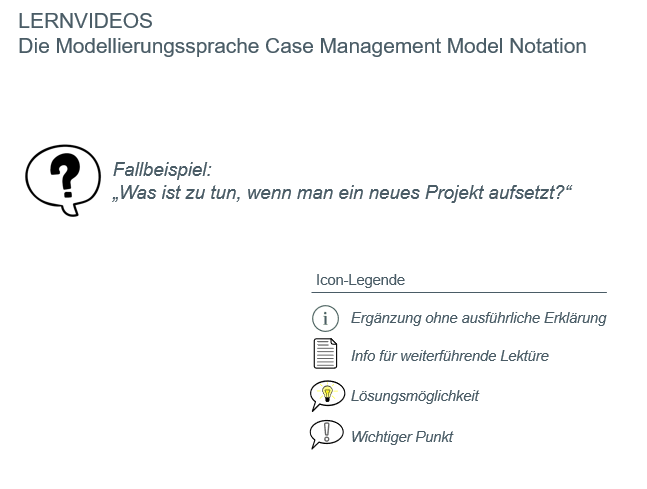 LERNVIDEOS
Die Modellierungssprache Case Management Model Notation
?
Fallbeispiel:
„Was ist zu tun, wenn man ein neues Projekt aufsetzt?“
Icon-Legende
i Ergänzung ohne ausführliche Erklärung
Info für weiterführende Lektüre
Lösungsmöglichkeit
! Wichtiger Punkt